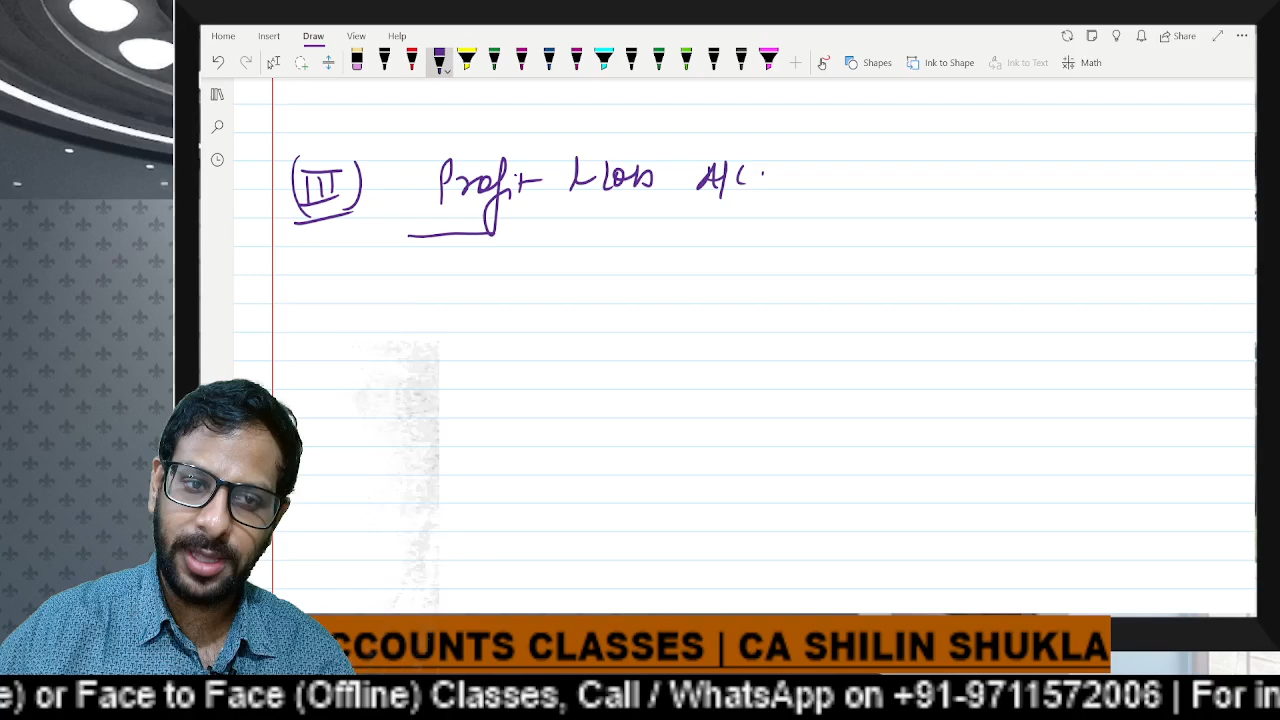 Home Insert Draw View Help Share
Shapes Ink to Shape Ink to Text Math
(III) Profit & Loss A/C.
CCOUNTS CLASSES | CA SHILIN SHUKLA
e) or Face to Face (Offline) Classes, Call / WhatsApp on +91-9711572006 | For in